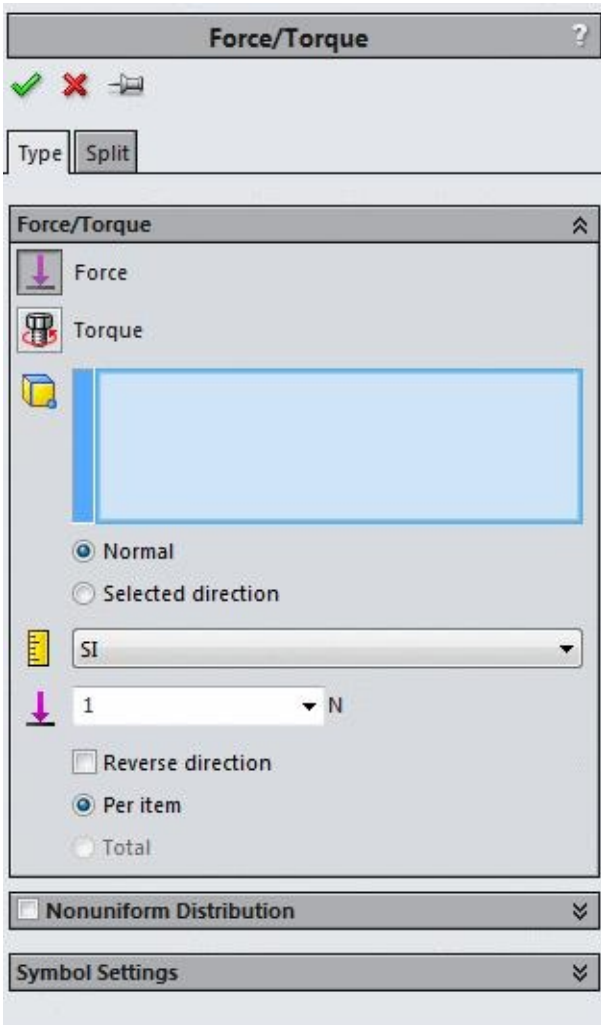 Force/Torque ?
Type Split
Force/Torque
Force
Torque
Normal
Selected direction
SI
1 N
Reverse direction
Per item
Total
Nonuniform Distribution
Symbol Settings